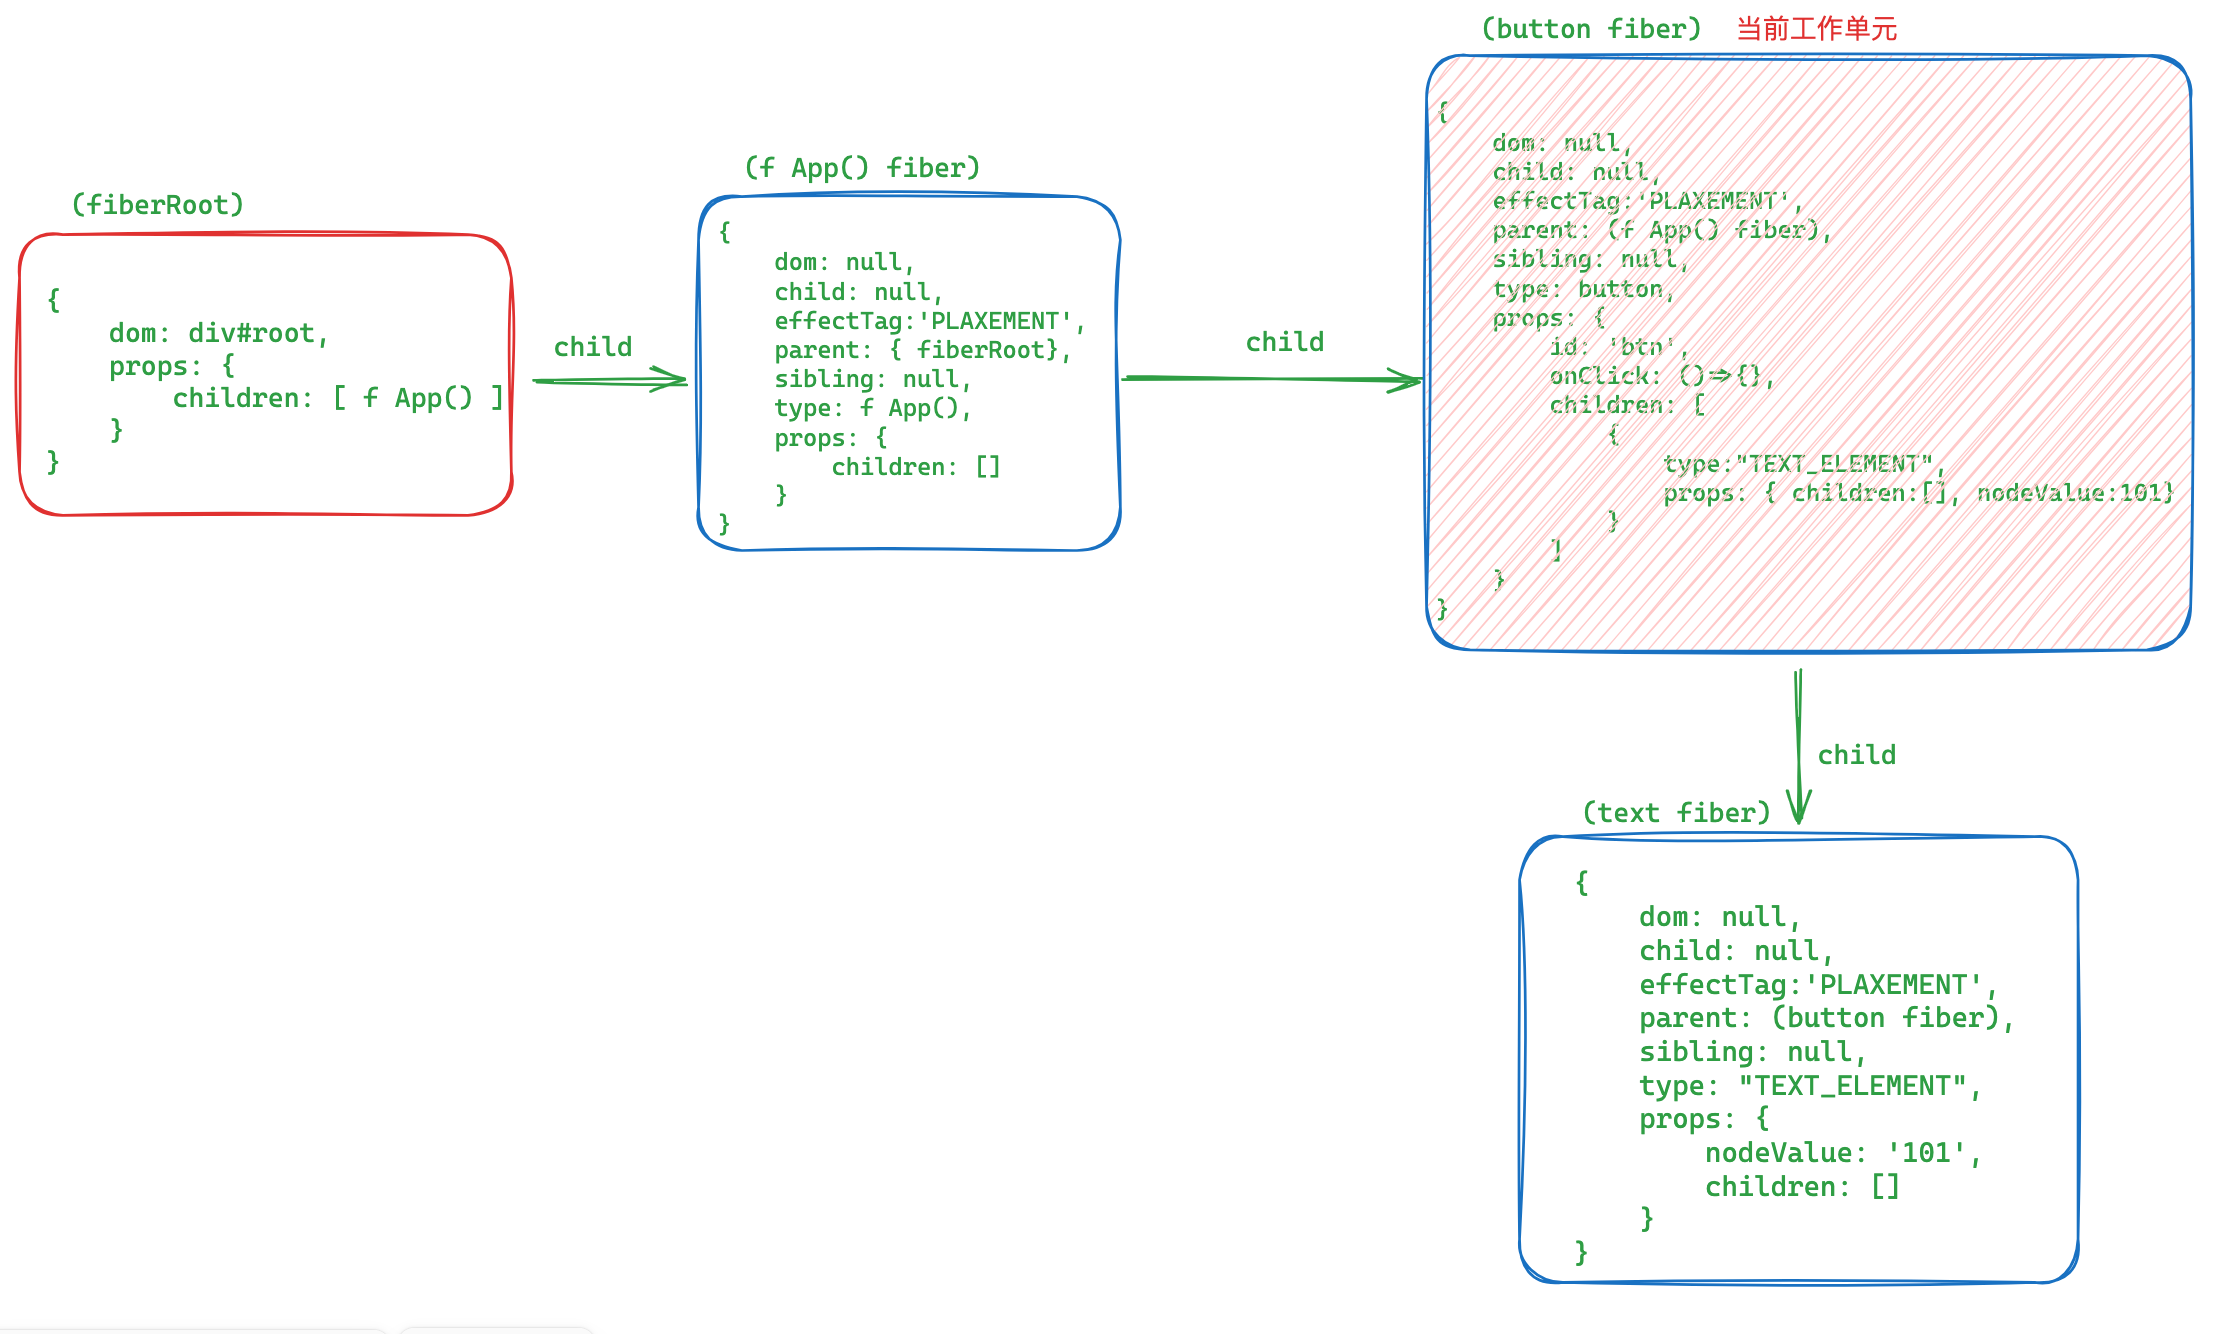 (fiberRoot)
{
    dom: div#root,
    props: {
        children: [ f App() ]
    }
}
child
(f App() fiber)
{
    dom: null,
    child: null,
    effectTag:'PLAXEMENT',
    parent: { fiberRoot},
    sibling: null,
    type: f App(),
    props: {
        children: []
    }
}
child
(button fiber) 当前工作单元
{
    dom: null,
    child: null,
    effectTag:'PLAXEMENT',
    parent: (f App() fiber),
    sibling: null,
    type: button,
    props: {
        id: 'btn',
        onClick: ()=>{},
        children: [
            {
                type:"TEXT_ELEMENT",
                props: { children:[], nodeValue:101}
            }
        ]
    }
}
child
(text fiber)
{
    dom: null,
    child: null,
    effectTag:'PLAXEMENT',
    parent: (button fiber),
    sibling: null,
    type: "TEXT_ELEMENT",
    props: {
        nodeValue: '101',
        children: []
    }
}